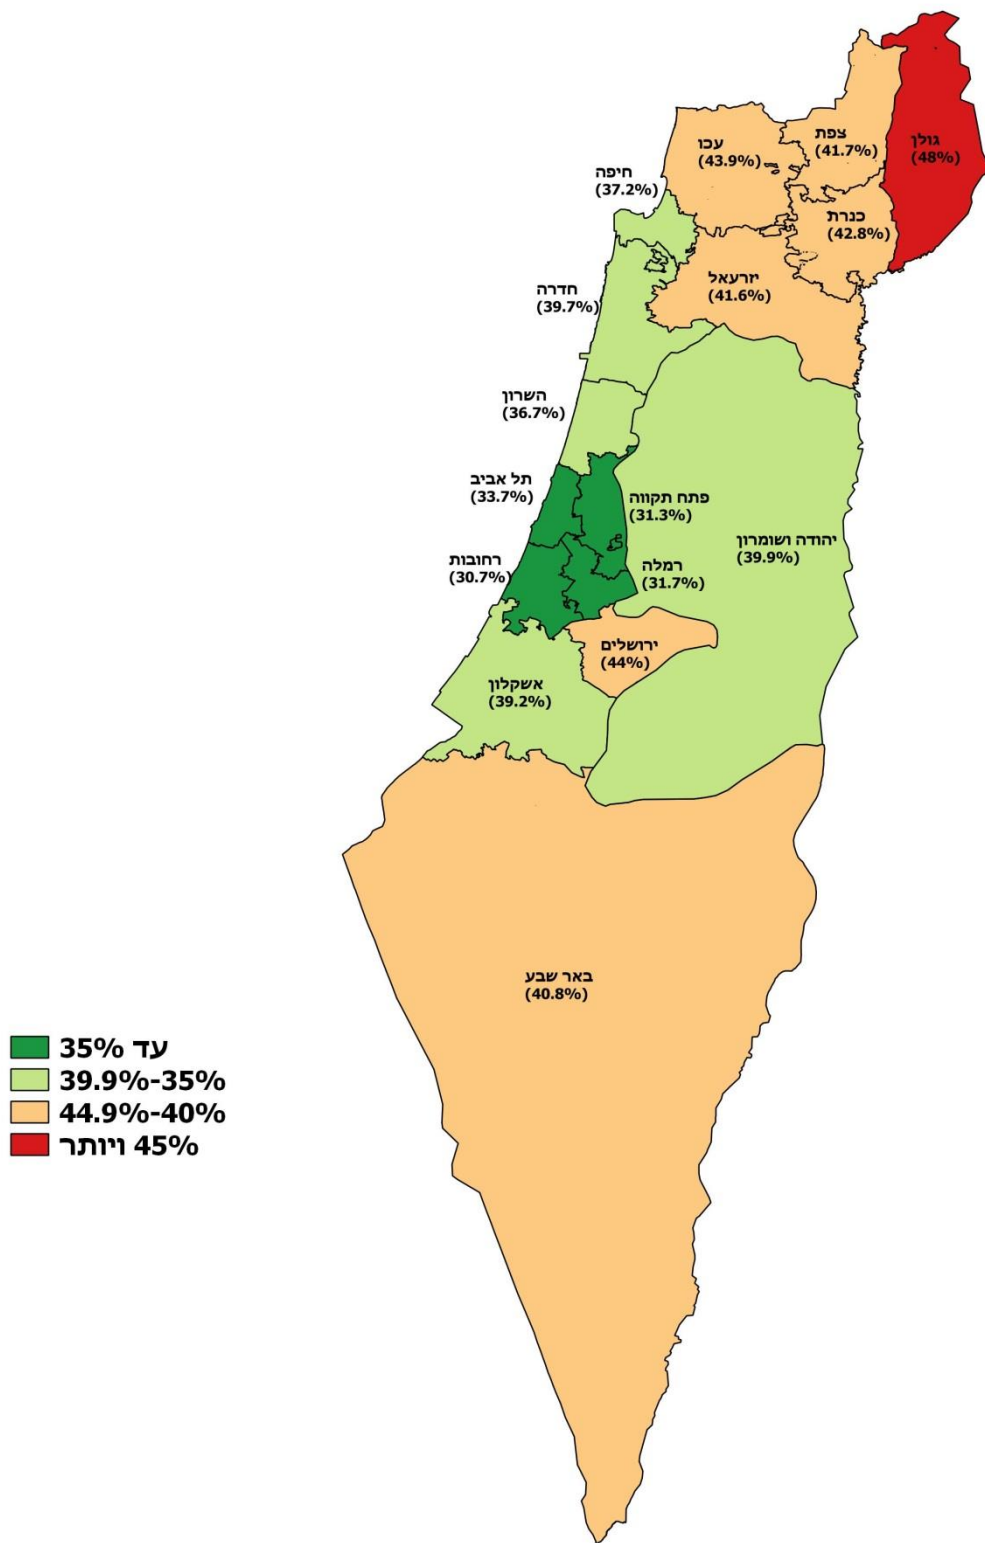 גולן
(48%)
צפת
(41.7%)
עכו
(43.9%)
חיפה
(37.2%)
כנרת
(42.8%)
יזרעאל
(41.6%)
חדרה
(39.7%)
השרון
(36.7%)
תל אביב
(33.7%)
פתח תקווה
(31.3%)
יהודה ושומרון
(39.9%)
רחובות
(30.7%)
רמלה
(31.7%)
ירושלים
(44%)
אשקלון
(39.2%)
באר שבע
(40.8%)
עד 35%
39.9%-35%
44.9%-40%
45% ויותר